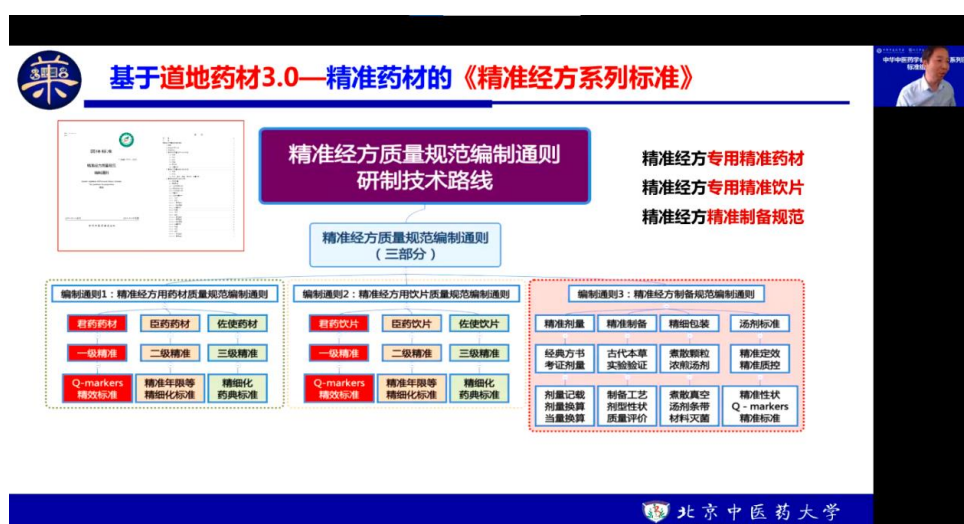 基于道地药材3.0—精准药材的《精准经方系列标准》
精准经方质量规范编制通则
研制技术路线
精准经方专用精准药材
精准经方专用精准饮片
精准经方精准制备规范
精准经方质量规范编制通则
（三部分）
编制通则1：精准经方用药材质量规范编制通则
君药药材
臣药药材
佐使药材
一级精准
二级精准
三级精准
Q-markers
精效标准
精准年限等
精细化标准
精细化
药典标准
编制通则2：精准经方用饮片质量规范编制通则
君药饮片
臣药饮片
佐使饮片
一级精准
二级精准
三级精准
Q-markers
精效标准
精准年限等
精细化标准
精细化
药典标准
编制通则3：精准经方制备规范编制通则
精准剂量
精准制备
精细包装
汤剂标准
经典方书
考证剂量
古代本草
实验验证
煮散颗粒
浓煎汤剂
精准定效
精准质控
剂量记载
剂量换算
当量换算
制备工艺
剂型性状
质量评价
煮散真空
汤剂条带
材料灭菌
精准性状
Q - markers
精准标准
北京中医药大学